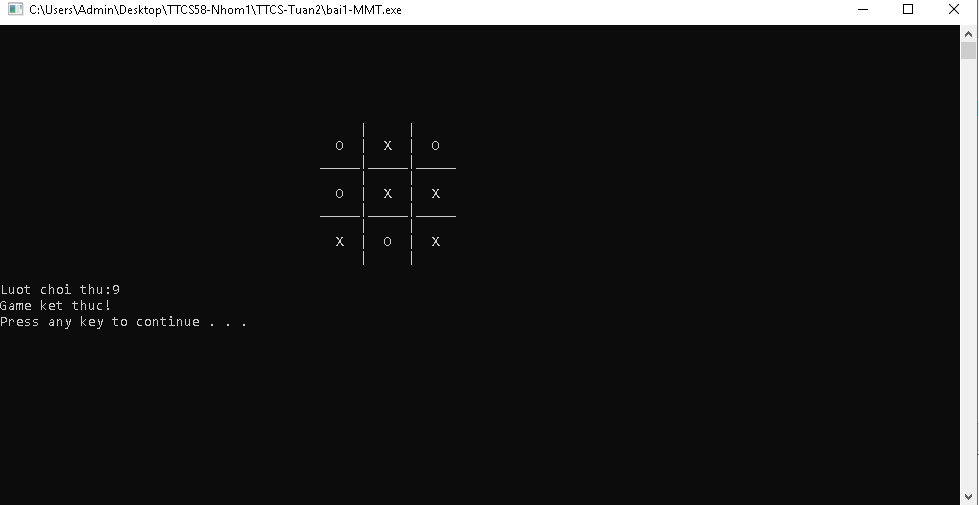 C:\Users\Admin\Desktop\TTCS58-Nhom1\TTCS-Tuan2\bai1-MMT.exe
O X O
O X X
X O X
Luot choi thu:9
Game ket thuc!
Press any key to continue . . .